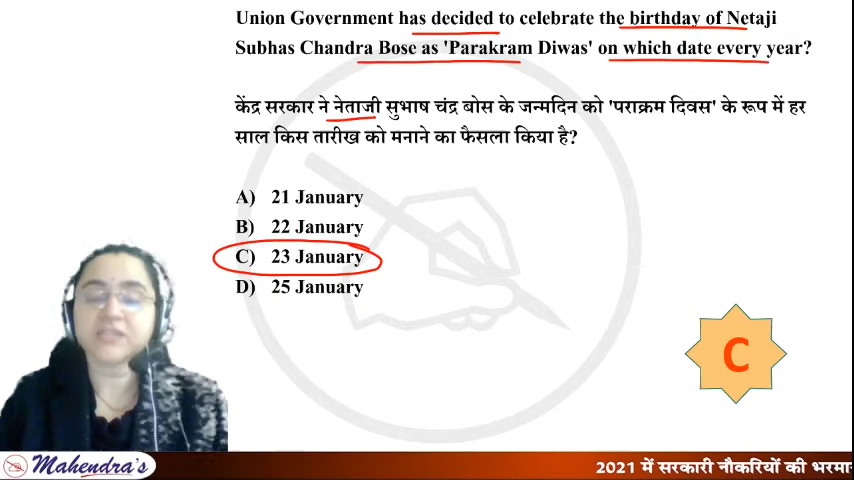 Union Government has decided to celebrate the birthday of Netaji
Subhas Chandra Bose as 'Parakram Diwas' on which date every year?
केंद्र सरकार ने नेताजी सुभाष चंद्र बोस के जन्मदिन को 'पराक्रम दिवस' के रूप में हर
साल किस तारीख को मनाने का फैसला किया है?
A) 21 January
B) 22 January
C) 23 January
D) 25 January
C
Mahendra's
2021 में सरकारी नौकरियों की भरमा